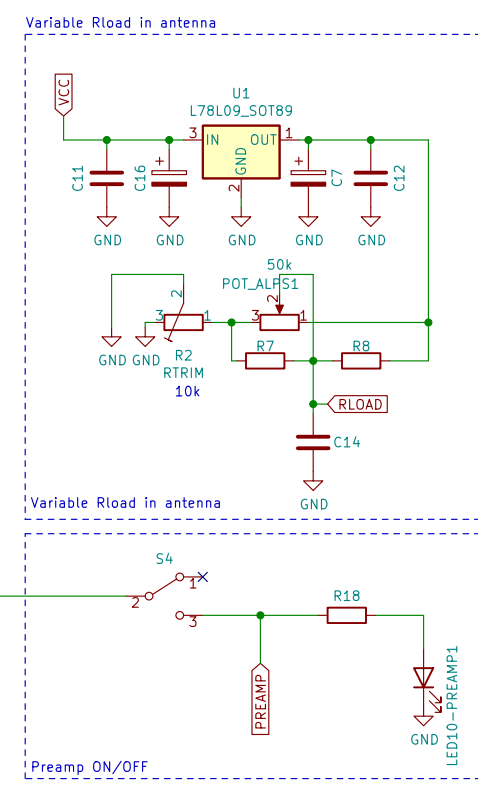 Variable Rload in antenna
VCC
U1
L78L09_SOT89
3 IN OUT 1
GND
2
C11
C16
C7
C12
GND GND GND GND GND
50k
POT_ALPS1
2 2
3 1 3 1
GND GND R2 R7 R8
RTRIM
10k
RLOAD
C14
GND
Variable Rload in antenna
S4
1
2
3
R18
PREAMP
LED10-PREAMP1
GND
Preamp ON/OFF